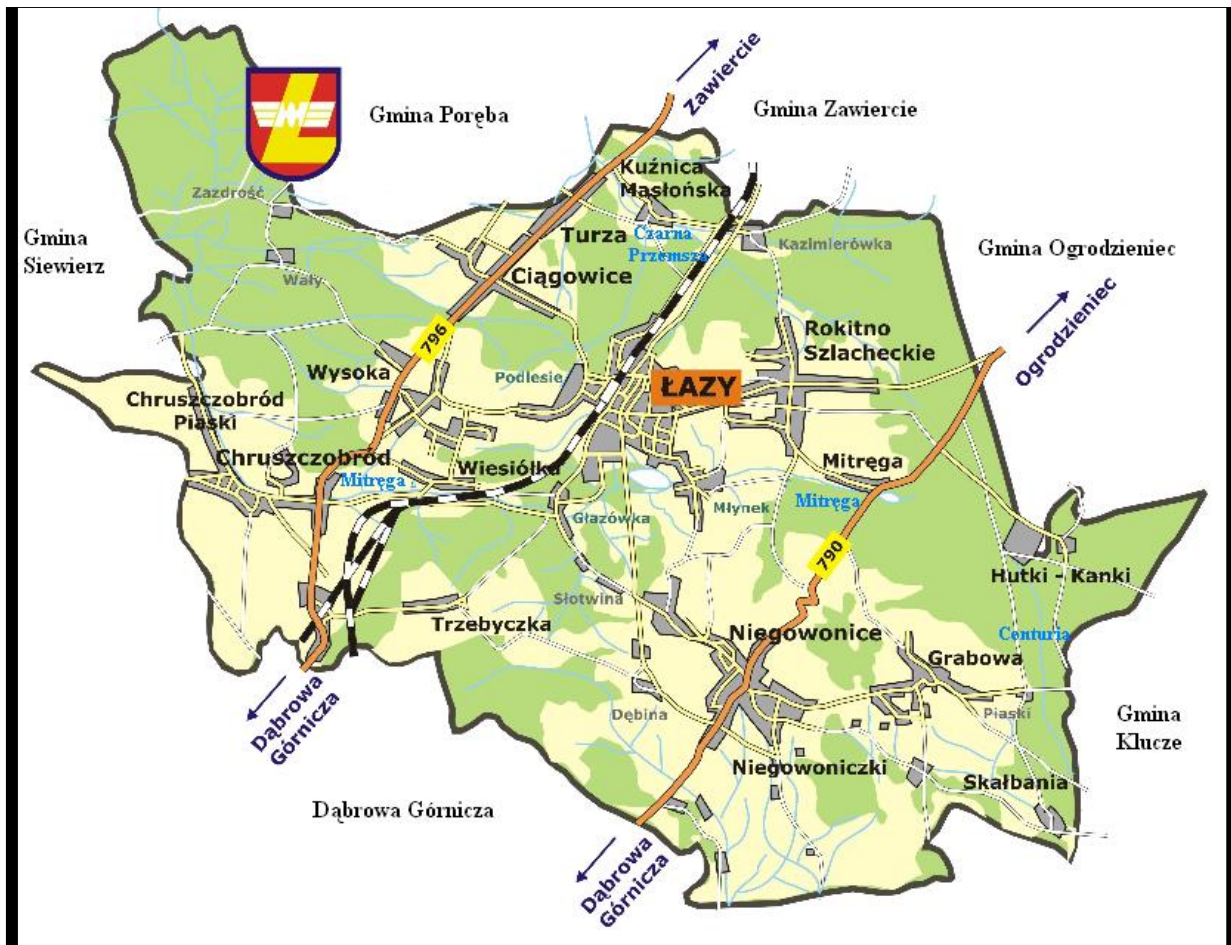 Zawiercie
Gmina Poręba
Gmina Zawiercie
Kuźnica
Masłońska
Zazdrość
Turza
Czarna
Przemsza
Kazimierówka
Gmina
Siewierz
Gmina Ogrodzieniec
Wały
Ciągowice
Ogrodzieniec
796
Rokitno
Szlacheckie
Wysoka
Podlesie
ŁAZY
Chruszczobród
Piaski
Chruszczobród
Wiesiółka
Mitręga
Mitręga
Mitręga
Głazówka
Młynek
790
Hutki - Kanki
Słotwina
Trzebyczka
Niegowonice
Centuria
Grabowa
Dąbrowa
Górnicza
Dębina
Piaski
Gmina
Klucze
Niegowoniczki
Skałbania
Dąbrowa Górnicza
Dąbrowa
Górnicza